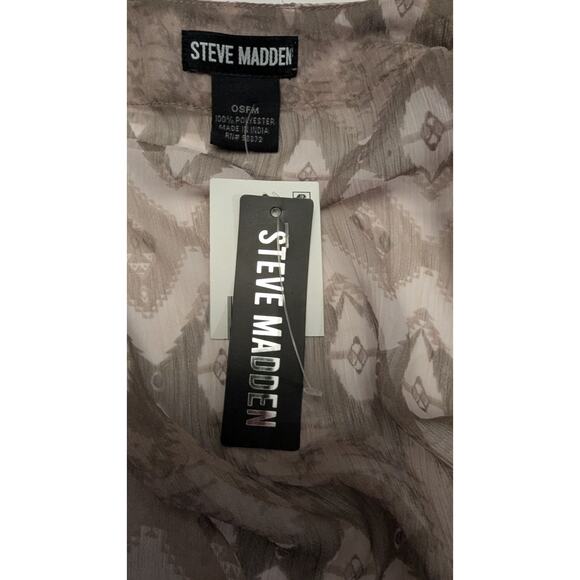 STEVE MADDEN
OSFM
100% POLYESTER
MADE IN INDIA
STEVE MADDEN